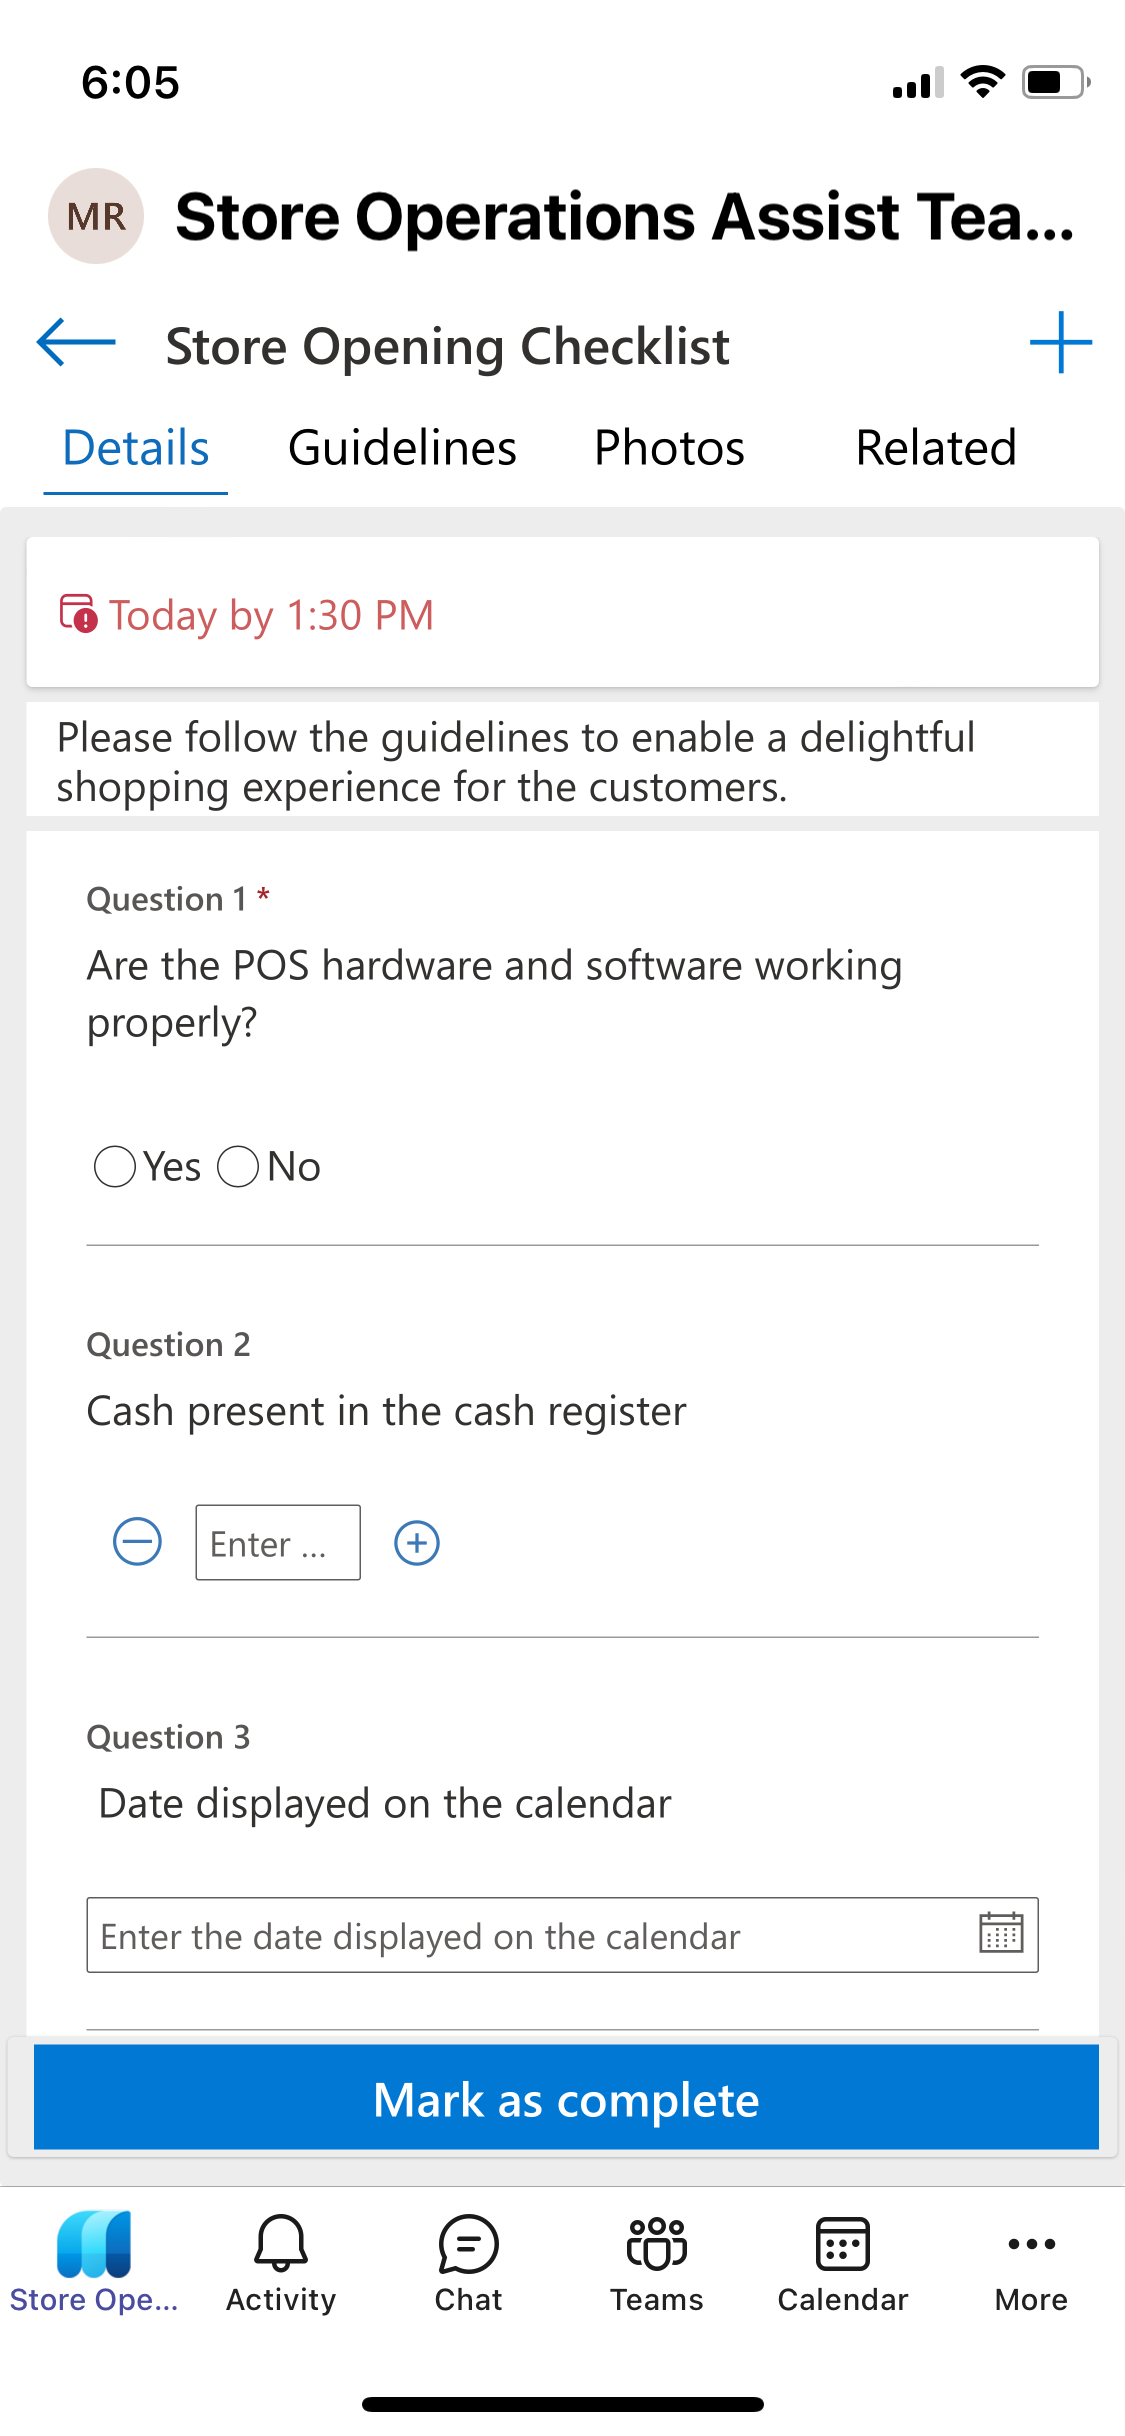 6:05
MR
Store Operations Assist Tea...
Store Opening Checklist
Details Guidelines Photos Related
Today by 1:30 PM
Please follow the guidelines to enable a delightful
shopping experience for the customers.
Question 1 *
Are the POS hardware and software working
properly?
Yes No
Question 2
Cash present in the cash register
Enter ...
Question 3
Date displayed on the calendar
Enter the date displayed on the calendar
Mark as complete
Store Ope... Activity Chat Teams Calendar More